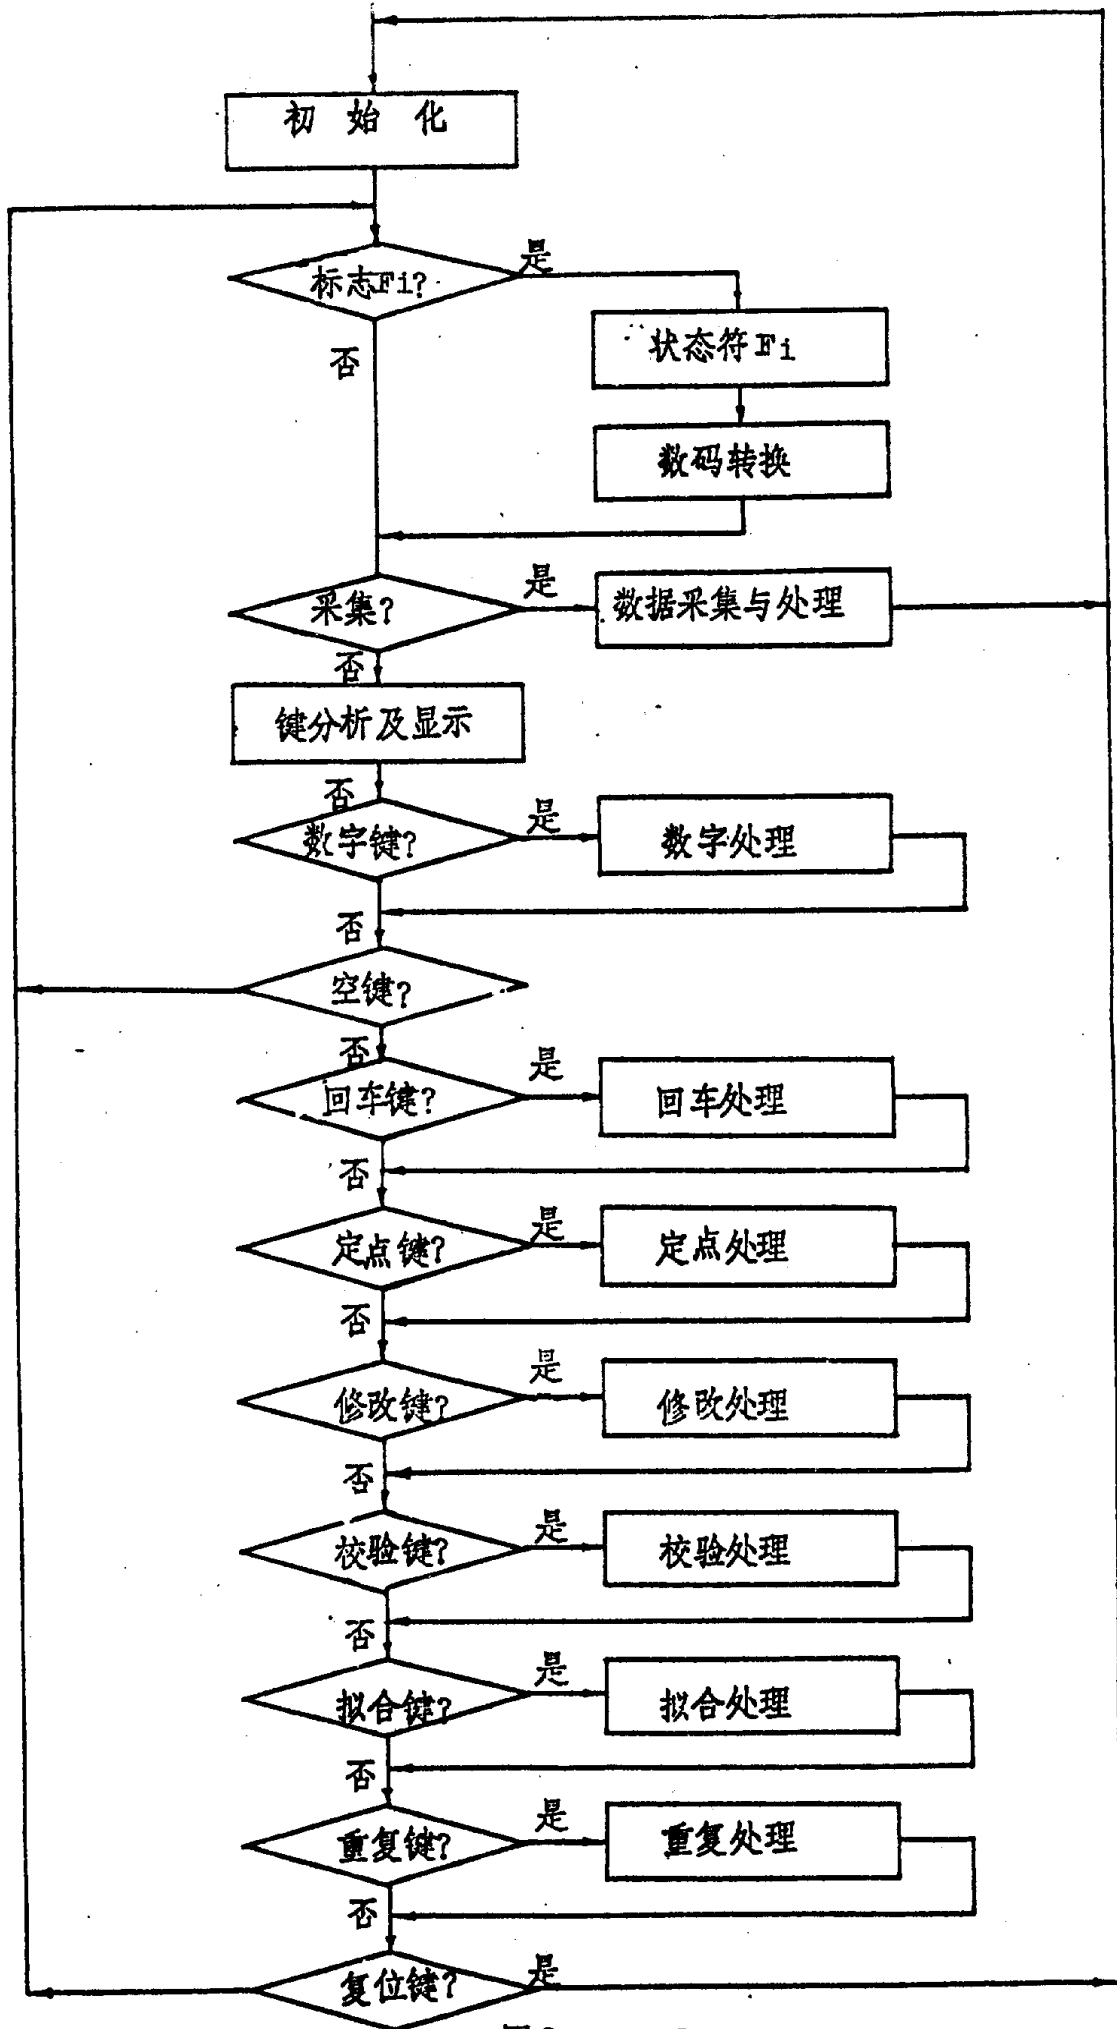 初始化
标志Fi?
是
否
状态符Fi
数码转换
采集?
是
数据采集与处理
否
键分析及显示
否
数字键?
是
数字处理
否
空键?
否
回车键?
是
回车处理
否
定点键?
是
定点处理
否
修改键?
是
修改处理
否
校验键?
是
校验处理
否
拟合键?
是
拟合处理
否
重复键?
是
重复处理
否
复位键?
是